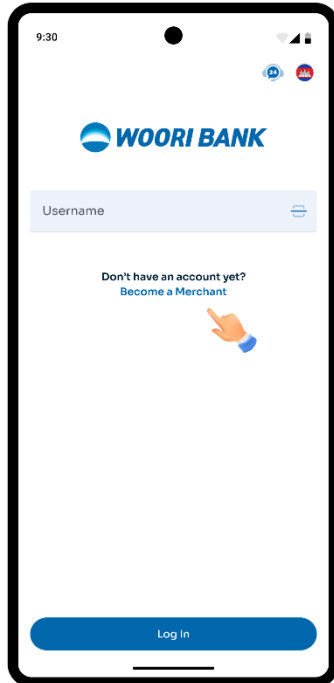 9:30
24
WOORI BANK
Username
Don't have an account yet?
Become a Merchant
Log In